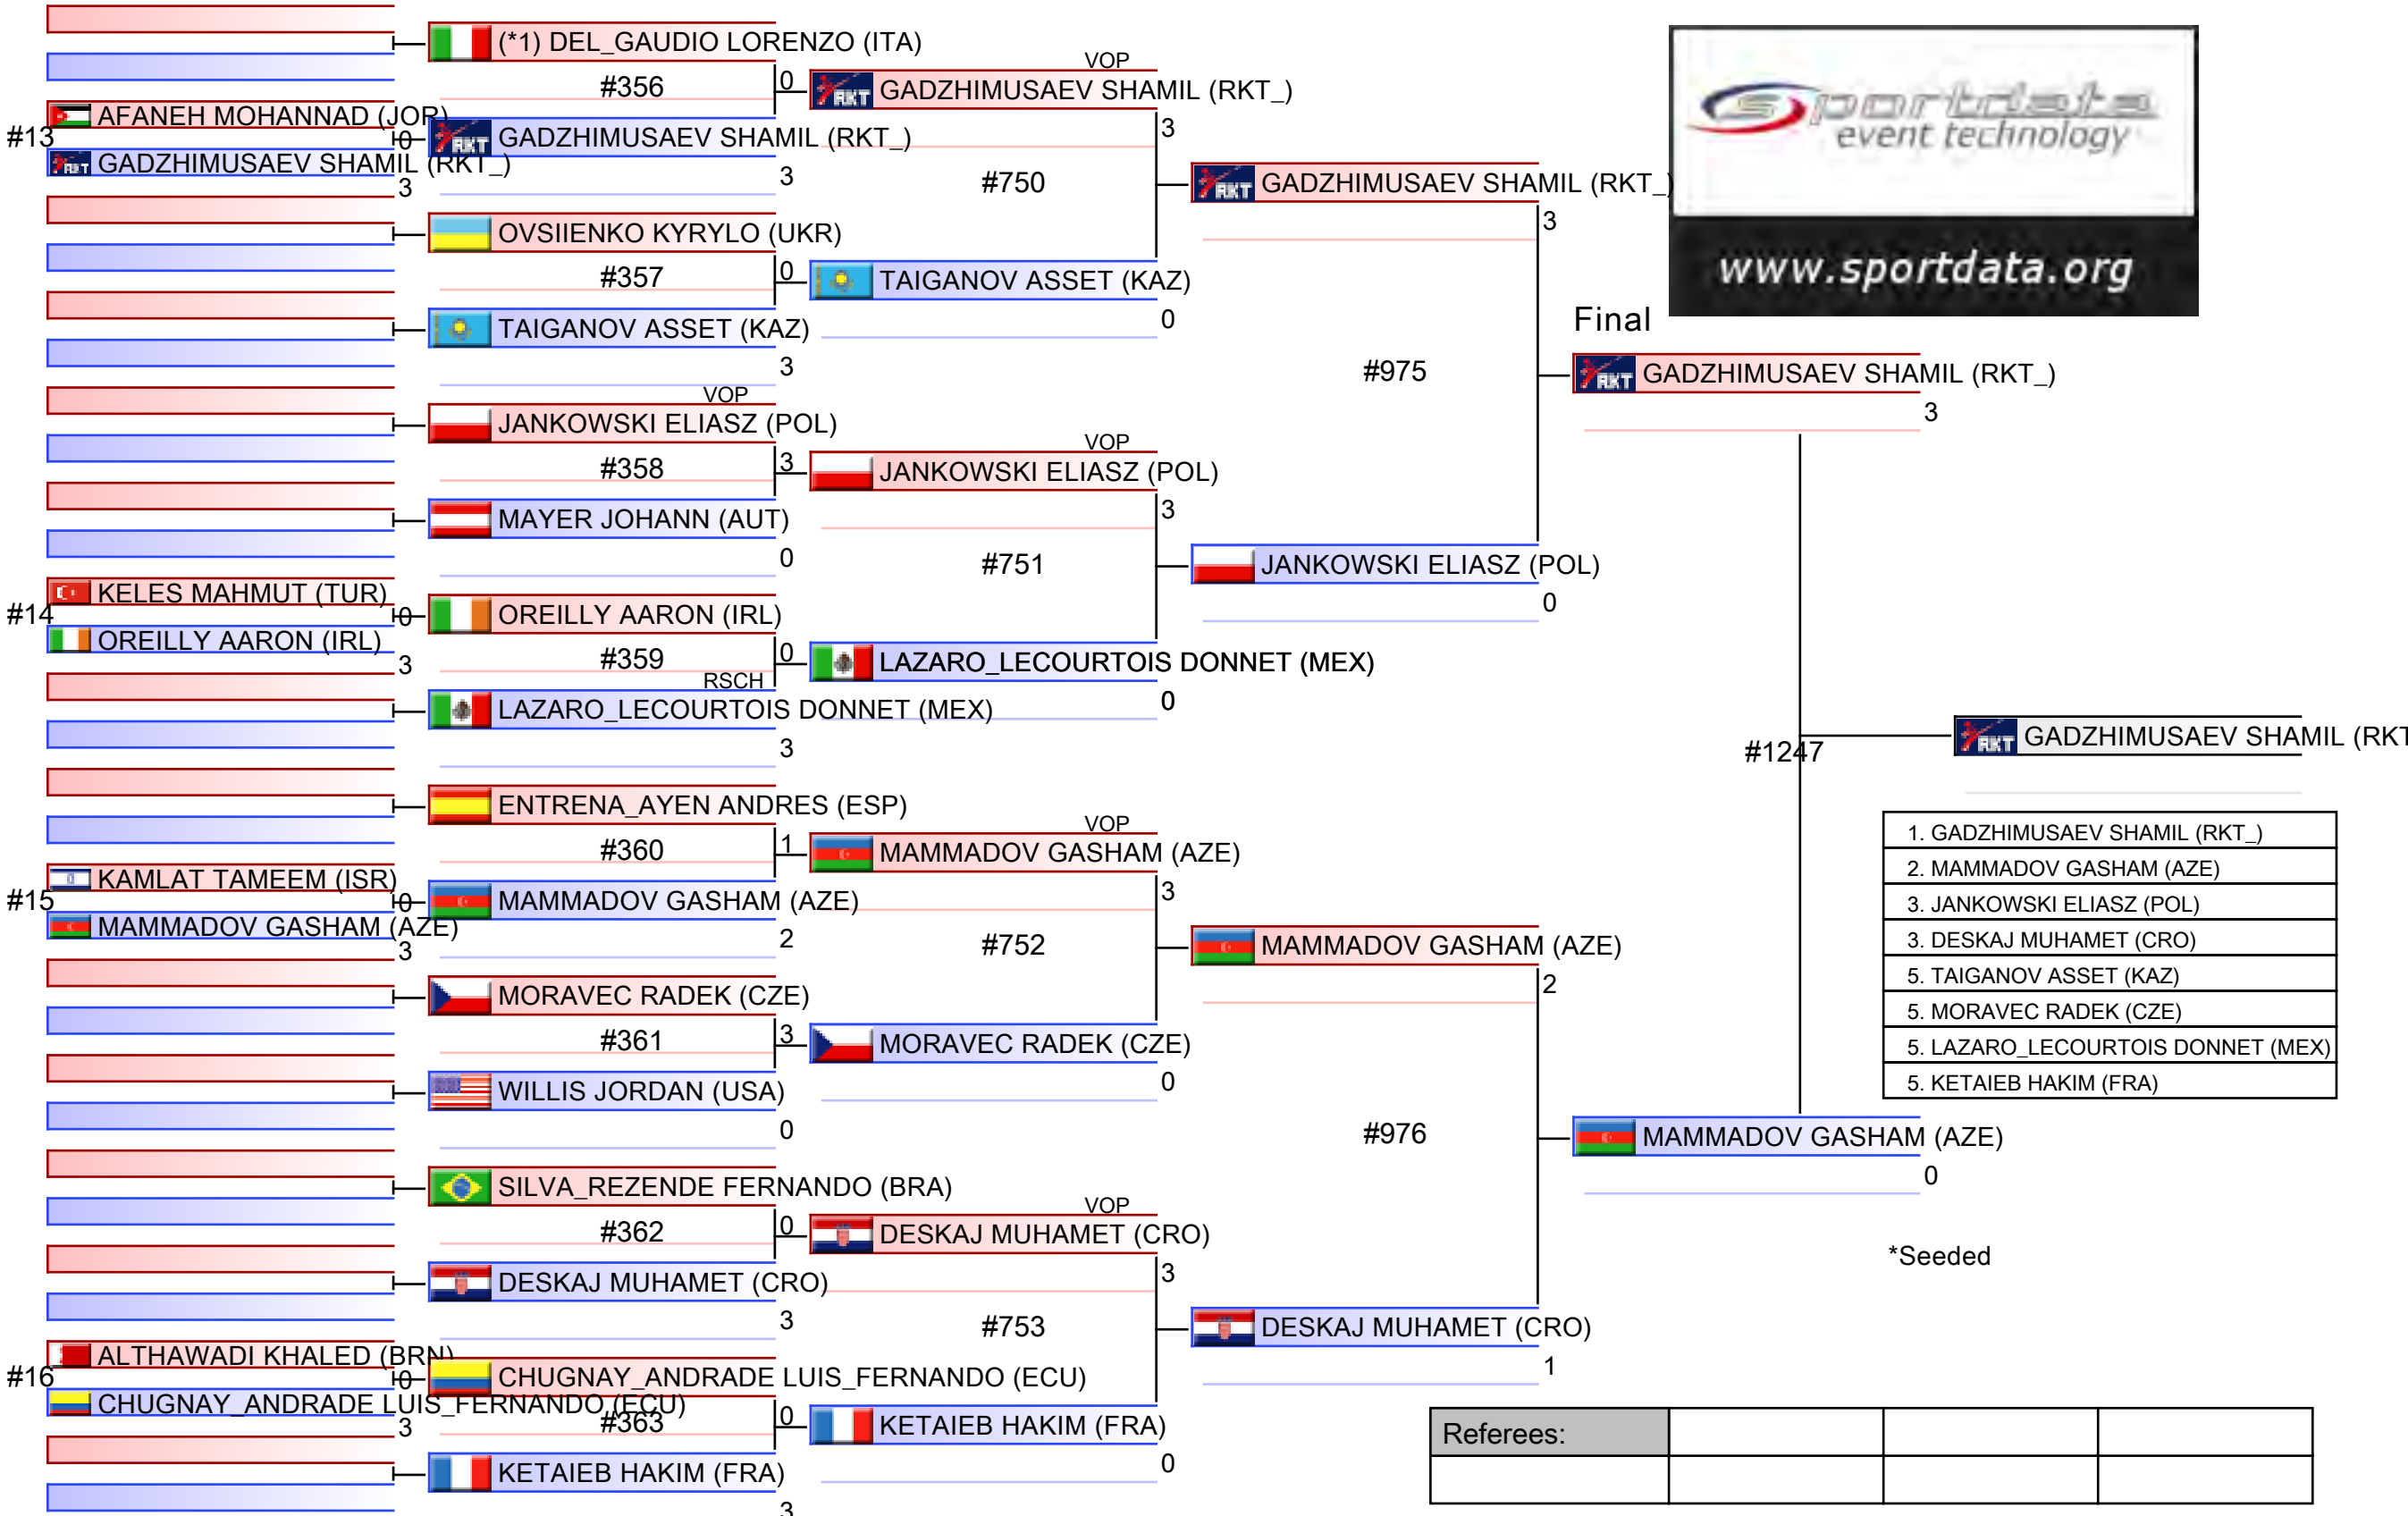 (*1) DEL_GAUDIO LORENZO (ITA)
VOP
#356
0
GADZHIMUSAEV SHAMIL (RKT_)
AFANEH MOHANNAD (JOR)
#13
0
GADZHIMUSAEV SHAMIL (RKT_)
3
GADZHIMUSAEV SHAMIL (RKT_)
3
3
#750
GADZHIMUSAEV SHAMIL (RKT_)
3
OVSIIENKO KYRYLO (UKR)
#357
0
TAIGANOV ASSET (KAZ)
0
TAIGANOV ASSET (KAZ)
3
sportdata
event technology
www.sportdata.org
Final
#975
GADZHIMUSAEV SHAMIL (RKT_)
3
VOP
JANKOWSKI ELIASZ (POL)
#358
3
VOP
JANKOWSKI ELIASZ (POL)
3
MAYER JOHANN (AUT)
0
#751
JANKOWSKI ELIASZ (POL)
0
KELES MAHMUT (TUR)
#14
0
OREILLY AARON (IRL)
3
OREILLY AARON (IRL)
#359
0
RSCH
LAZARO_LECOURTOIS DONNET (MEX)
0
LAZARO_LECOURTOIS DONNET (MEX)
3
#1247
GADZHIMUSAEV SHAMIL (RKT
ENTRENA_AYEN ANDRES (ESP)
#360
1
VOP
MAMMADOV GASHAM (AZE)
3
KAMLAT TAMEEM (ISR)
#15
0
MAMMADOV GASHAM (AZE)
3
MAMMADOV GASHAM (AZE)
2
#752
MAMMADOV GASHAM (AZE)
2
1. GADZHIMUSAEV SHAMIL (RKT_)
2. MAMMADOV GASHAM (AZE)
3. JANKOWSKI ELIASZ (POL)
3. DESKAJ MUHAMET (CRO)
5. TAIGANOV ASSET (KAZ)
5. MORAVEC RADEK (CZE)
5. LAZARO_LECOURTOIS DONNET (MEX)
5. KETAIEB HAKIM (FRA)
MORAVEC RADEK (CZE)
#361
3
MORAVEC RADEK (CZE)
0
WILLIS JORDAN (USA)
0
#976
MAMMADOV GASHAM (AZE)
0
SILVA_REZENDE FERNANDO (BRA)
#362
0
VOP
DESKAJ MUHAMET (CRO)
3
DESKAJ MUHAMET (CRO)
3
*Seeded
#753
DESKAJ MUHAMET (CRO)
1
ALTHAWADI KHALED (BRN)
#16
0
CHUGNAY_ANDRADE LUIS_FERNANDO (ECU)
3
CHUGNAY_ANDRADE LUIS_FERNANDO (ECU)
#363
0
KETAIEB HAKIM (FRA)
0
KETAIEB HAKIM (FRA)
3
Referees: